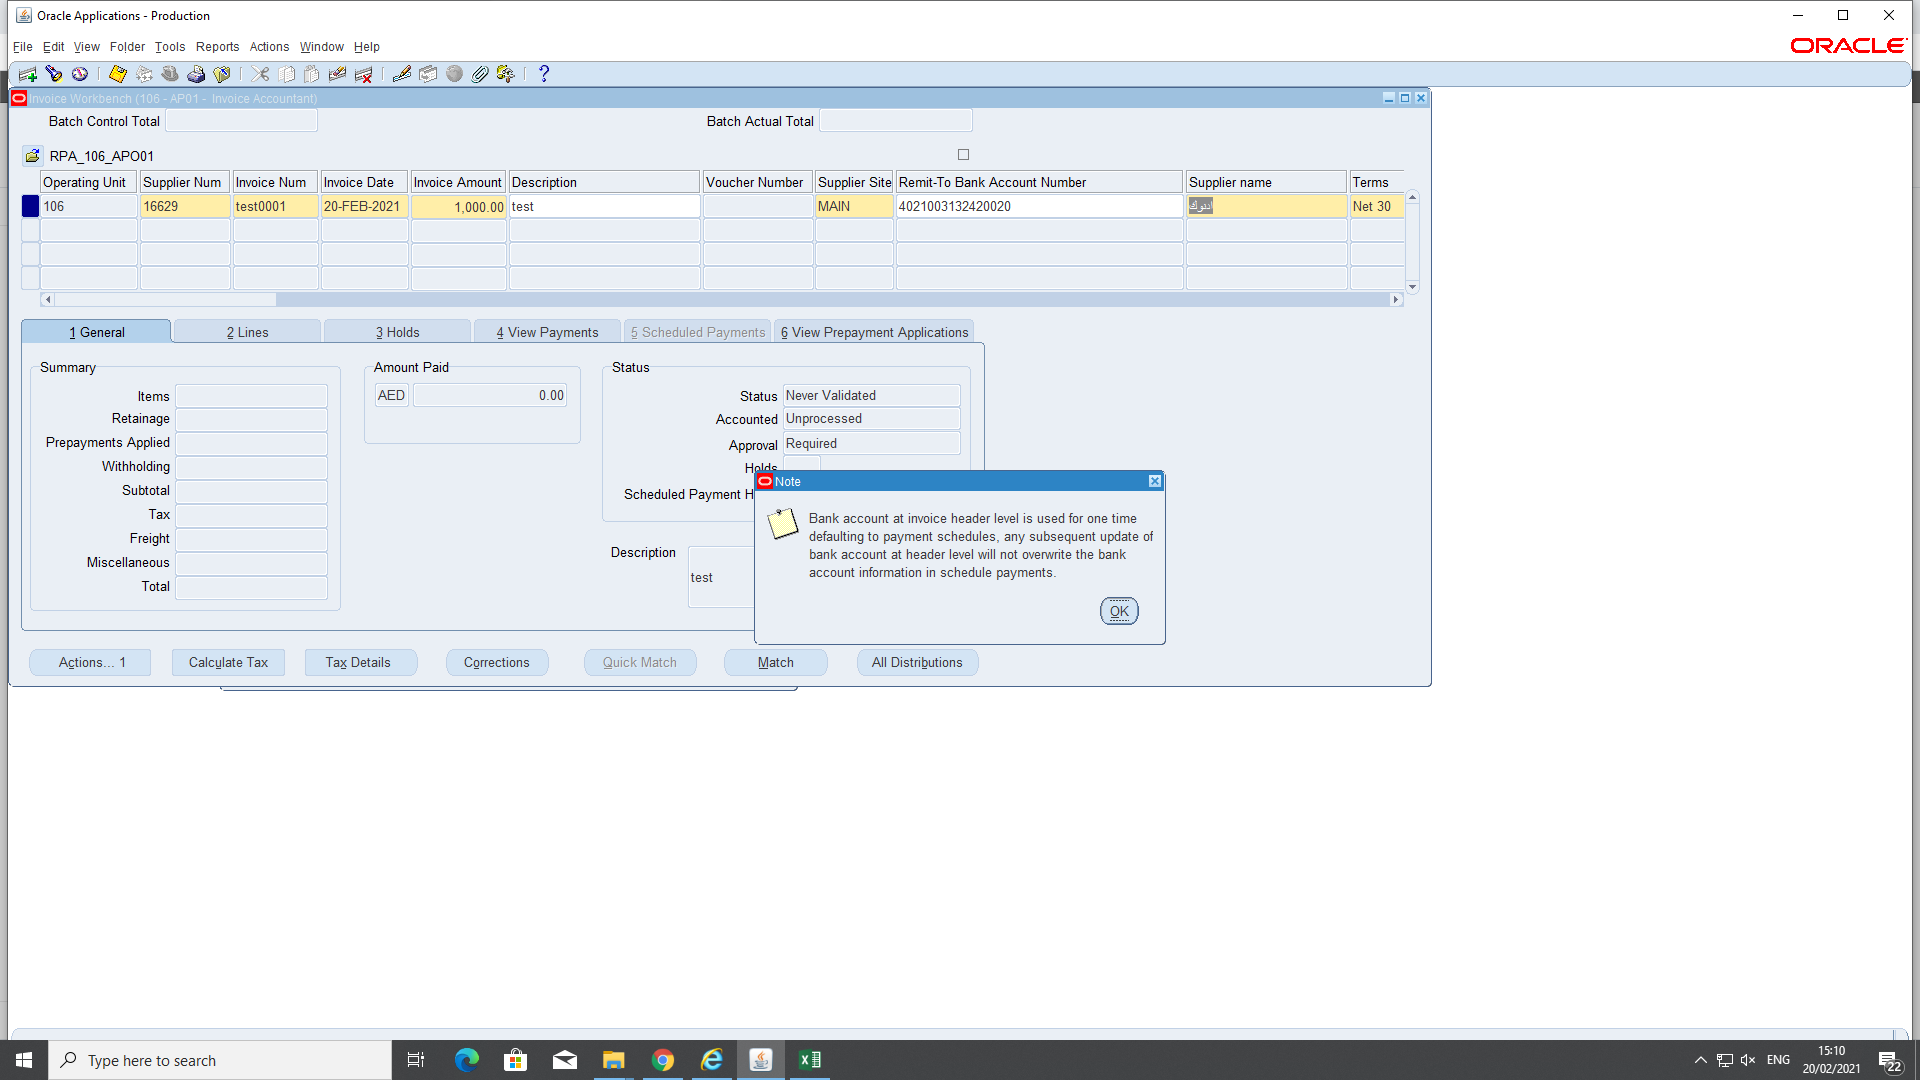 Oracle Applications - Production
File Edit View Folder Tools Reports Actions Window Help
ORACLE
Invoice Workbench (106 - AP01 - Invoice Accountant)
Batch Control Total
Batch Actual Total
RPA_106_APO01
Operating Unit Supplier Num Invoice Num Invoice Date Invoice Amount Description Voucher Number Supplier Site Remit-To Bank Account Number Supplier name Terms
106 16629 test0001 20-FEB-2021 1,000.00 test MAIN 4021003132420020 ادنوك Net 30
1 General 2 Lines 3 Holds 4 View Payments 5 Scheduled Payments 6 View Prepayment Applications
Summary
Items
Retainage
Prepayments Applied
Withholding
Subtotal
Tax
Freight
Miscellaneous
Total
Amount Paid
AED 0.00
Status
Status Never Validated
Accounted Unprocessed
Approval Required
Holds
Scheduled Payment H
Description test
Note
Bank account at invoice header level is used for one time
defaulting to payment schedules, any subsequent update of
bank account at header level will not overwrite the bank
account information in schedule payments.
OK
Actions... 1 Calculate Tax Tax Details Corrections Quick Match Match All Distributions
Type here to search
ENG
15:10
20/02/2021
22